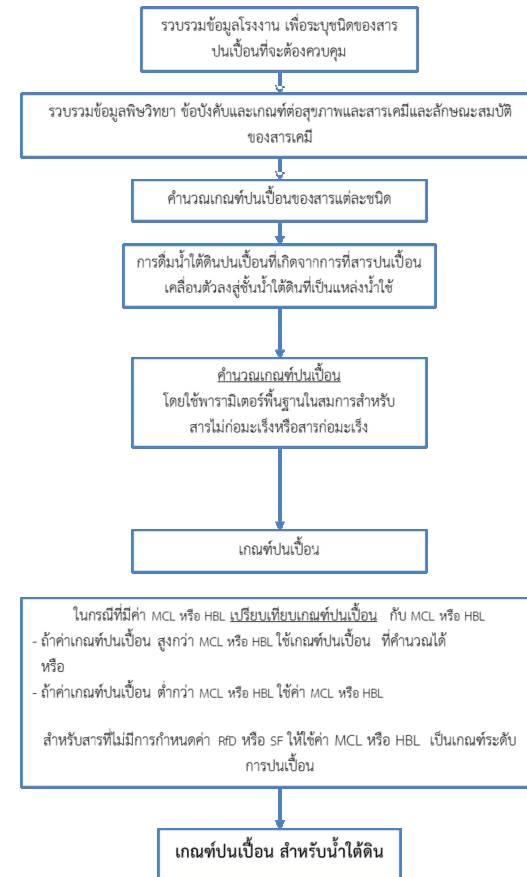 รวบรวมข้อมูลโรงงาน เพื่อระบุชนิดของสาร
ปนเปื้อนที่จะต้องควบคุม
รวบรวมข้อมูลพิษวิทยา ข้อบังคับและเกณฑ์ต่อสุขภาพและสารเคมีและลักษณะสมบัติ
ของสารเคมี
คำนวณเกณฑ์ปนเปื้อนของสารแต่ละชนิด
การดื่มน้ำใต้ดินปนเปื้อนที่เกิดจากการที่สารปนเปื้อน
เคลื่อนตัวลงสู่ชั้นน้ำใต้ดินที่เป็นแหล่งน้ำใช้
คำนวณเกณฑ์ปนเปื้อน
โดยใช้พารามิเตอร์พื้นฐานในสมการสำหรับ
สารไม่ก่อมะเร็งหรือสารก่อมะเร็ง
เกณฑ์ปนเปื้อน
ในกรณีที่มีค่า MCL หรือ HBL เปรียบเทียบเกณฑ์ปนเปื้อน กับ MCL หรือ HBL
- ถ้าค่าเกณฑ์ปนเปื้อน สูงกว่า MCL หรือ HBL ใช้เกณฑ์ปนเปื้อน ที่คำนวณได้
หรือ
- ถ้าค่าเกณฑ์ปนเปื้อน ต่ำกว่า MCL หรือ HBL ใช้ค่า MCL หรือ HBL
สำหรับสารที่ไม่มีการกำหนดค่า RfD หรือ SF ให้ใช้ค่า MCL หรือ HBL เป็นเกณฑ์ระดับ
การปนเปื้อน
เกณฑ์ปนเปื้อน สำหรับน้ำใต้ดิน